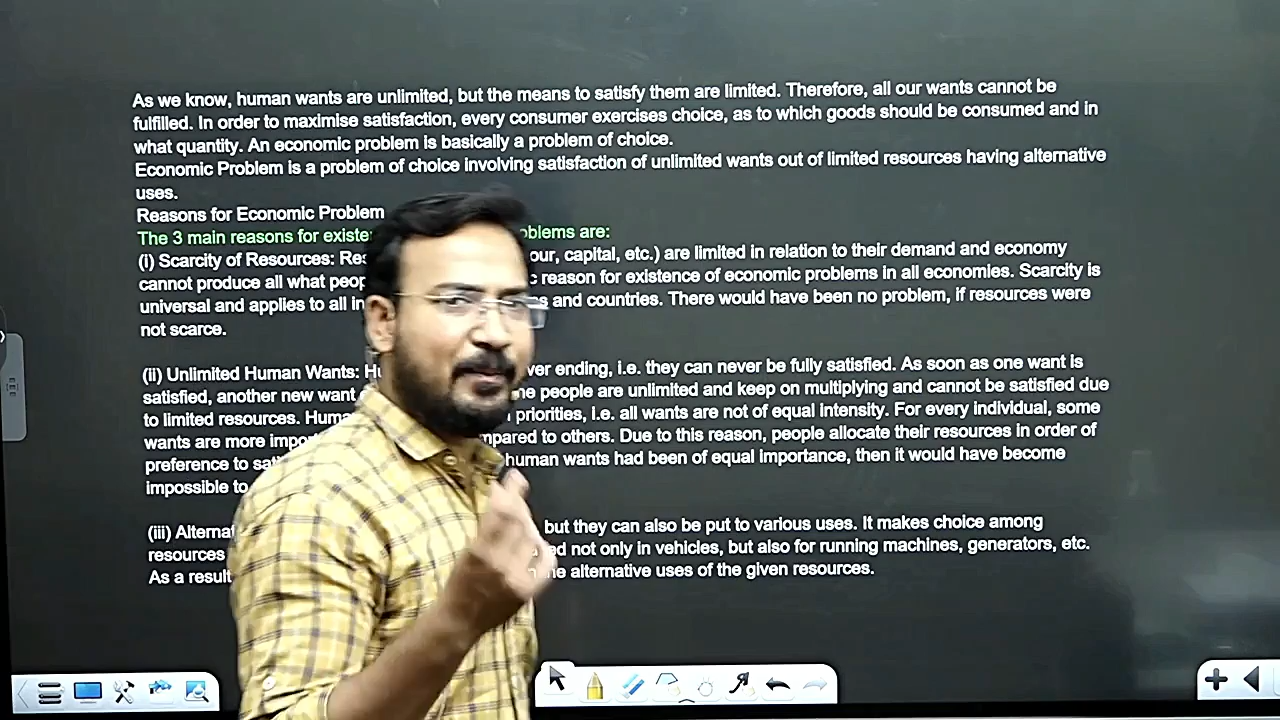 As we know, human wants are unlimited, but the means to satisfy them are limited. Therefore, all our wants cannot be
fulfilled. In order to maximise satisfaction, every consumer exercises choice, as to which goods should be consumed and in
what quantity. An economic problem is basically a problem of choice.
Economic Problem is a problem of choice involving satisfaction of unlimited wants out of limited resources having alternative
uses.
Reasons for Economic Problem
The 3 main reasons for are:
(i) Scarcity of Resources: capital, etc.) are limited in relation to their demand and economy
cannot produce all what reason for existence of economic problems in all economies. Scarcity is
universal and applies to all and countries. There would have been no problem, if resources were
not scarce.
(ii) Unlimited Human Wants: ending, i.e. they can never be fully satisfied. As soon as one want is
satisfied, another new want people are unlimited and keep on multiplying and cannot be satisfied due
to limited resources. priorities, i.e. all wants are not of equal intensity. For every individual, some
wants are more to others. Due to this reason, people allocate their resources in order of
preference to human wants had been of equal importance, then it would have become
impossible to
(iii) but they can also be put to various uses. It makes choice among
resources not only in vehicles, but also for running machines, generators, etc.
As a result alternative uses of the given resources.